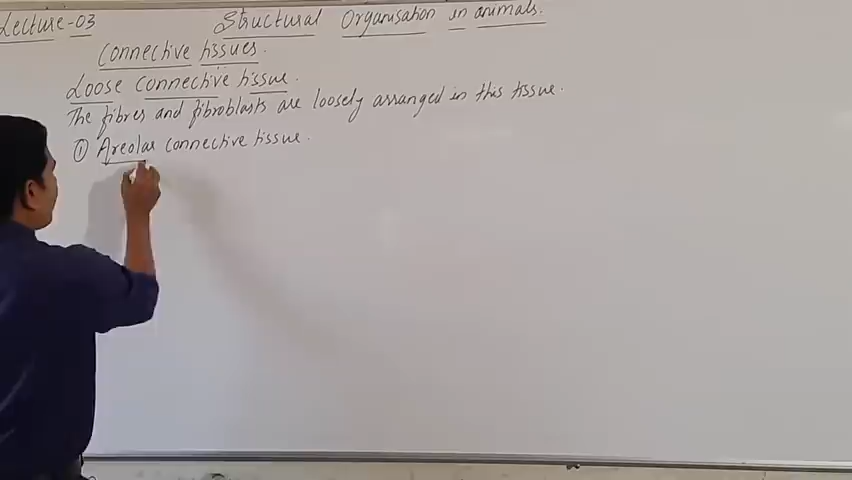 Lecture-03
Structural Organisation in animals.
Connective tissues.
Loose connective tissue.
The fibres and fibroblasts are loosely arranged in this tissue.
① Areolar connective tissue.